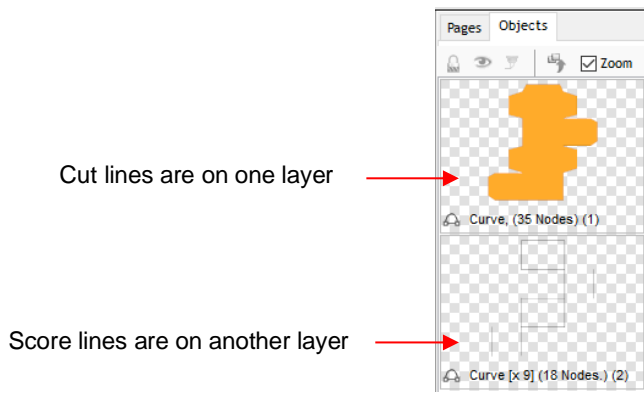 Pages Objects
Zoom
Cut lines are on one layer
Curve, (35 Nodes) (1)
Score lines are on another layer
Curve [x 9] (18 Nodes.) (2)